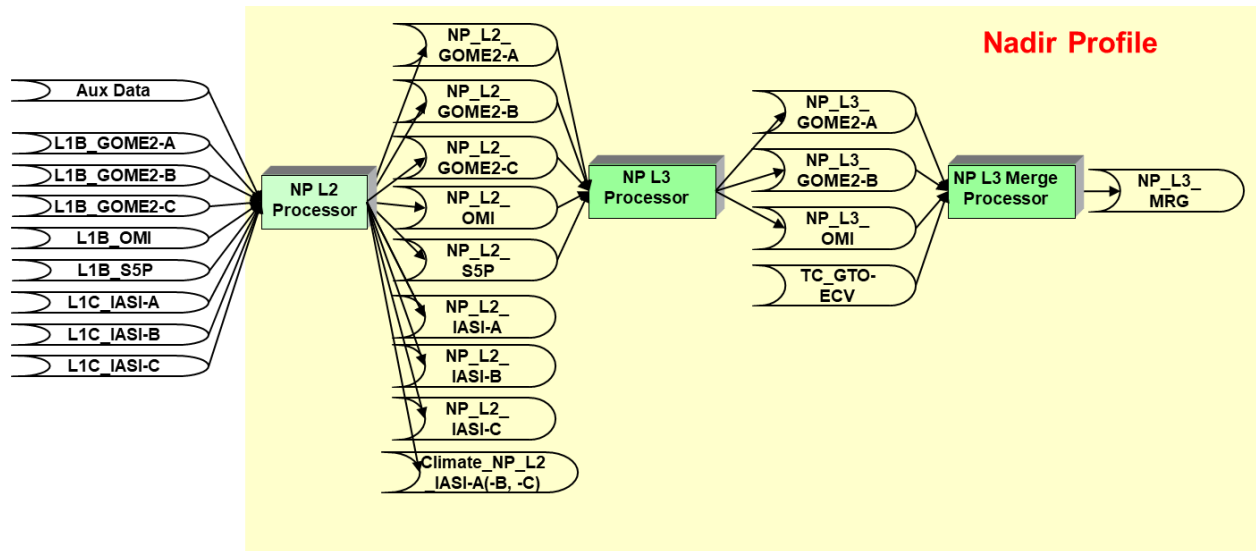 Nadir Profile
Aux Data
L1B_GOME2-A
L1B_GOME2-B
L1B_GOME2-C
L1B_OMI
L1B_S5P
L1C_IASI-A
L1C_IASI-B
L1C_IASI-C
NP L2
Processor
NP_L2_
GOME2-A
NP_L2_
GOME2-B
NP_L2_
GOME2-C
NP_L2_
OMI
NP_L2_
S5P
NP_L2_
IASI-A
NP_L2_
IASI-B
NP_L2_
IASI-C
Climate_NP_L2
_IASI-A(-B, -C)
NP L3
Processor
NP_L3_
GOME2-A
NP_L3_
GOME2-B
NP_L3_
OMI
TC_GTO-
ECV
NP L3 Merge
Processor
NP_L3_
MRG